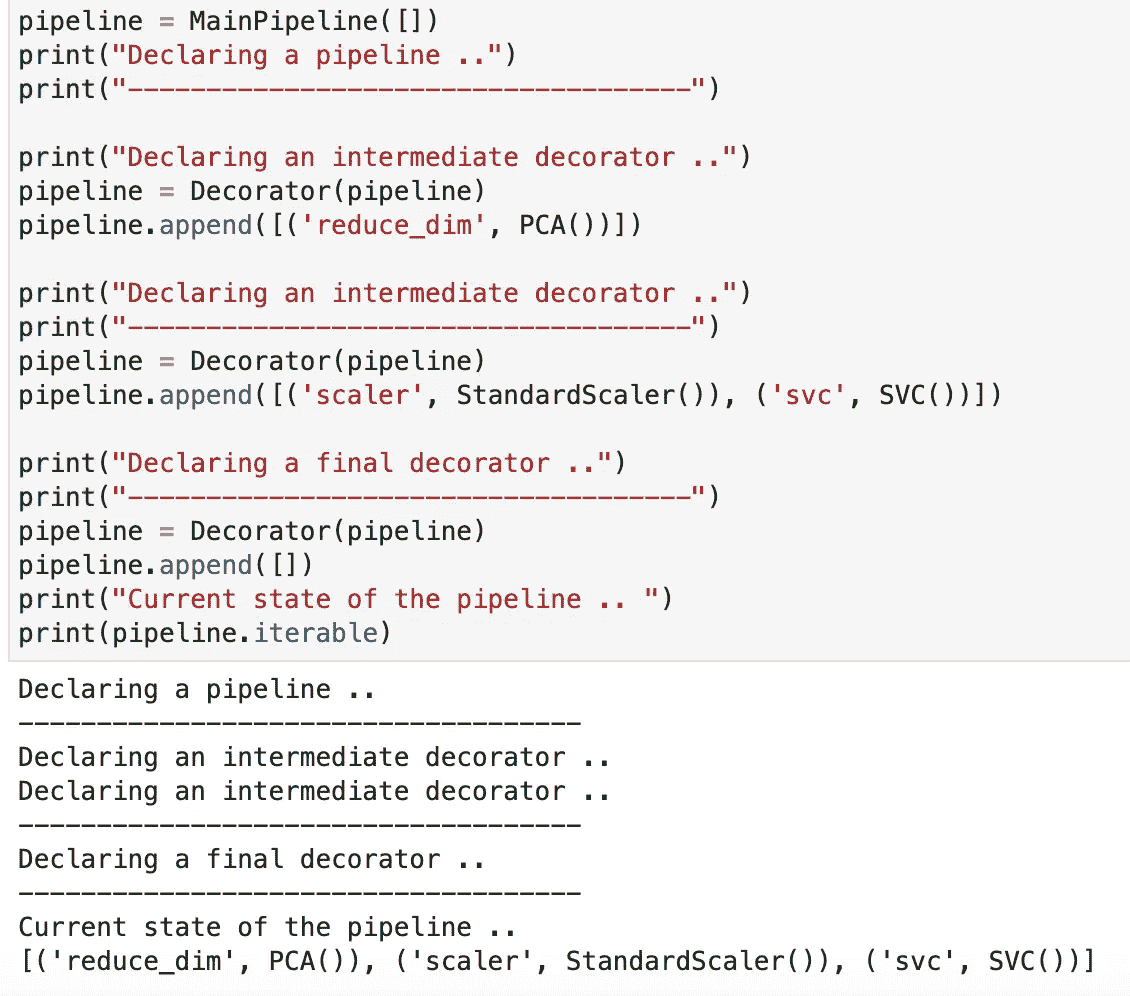 pipeline = MainPipeline([])
print("Declaring a pipeline ..")
print("------------------------------------")
print("Declaring an intermediate decorator ..")
pipeline = Decorator(pipeline)
pipeline.append([('reduce_dim', PCA())])
print("Declaring an intermediate decorator ..")
print("------------------------------------")
pipeline = Decorator(pipeline)
pipeline.append([('scaler', StandardScaler()), ('svc', SVC())])
print("Declaring a final decorator ..")
print("------------------------------------")
pipeline = Decorator(pipeline)
pipeline.append([])
print("Current state of the pipeline .. ")
print(pipeline.iterable)
Declaring a pipeline ..
------------------------------------
Declaring an intermediate decorator ..
Declaring an intermediate decorator ..
------------------------------------
Declaring a final decorator ..
------------------------------------
Current state of the pipeline ..
[('reduce_dim', PCA()), ('scaler', StandardScaler()), ('svc', SVC())]